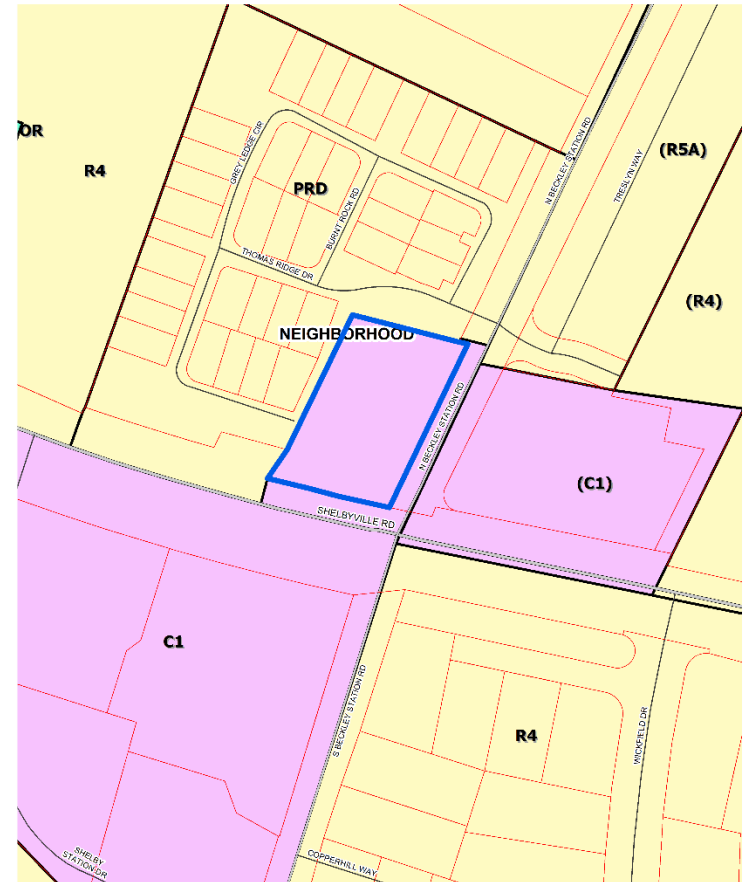 OR
R4
GREY LEDGE CIR
PRD
BURNT ROCK RD
THOMAS RIDGE DR
N BECKLEY STATION RD
TRESLYN WAY
(R5A)
(R4)
NEIGHBORHOOD
N BECKLEY STATION RD
(C1)
SHELBYVILLE RD
C1
S BECKLEY STATION RD
R4
WICKFIELD DR
SHELBY
STATION DR
COPPERHILL WAY